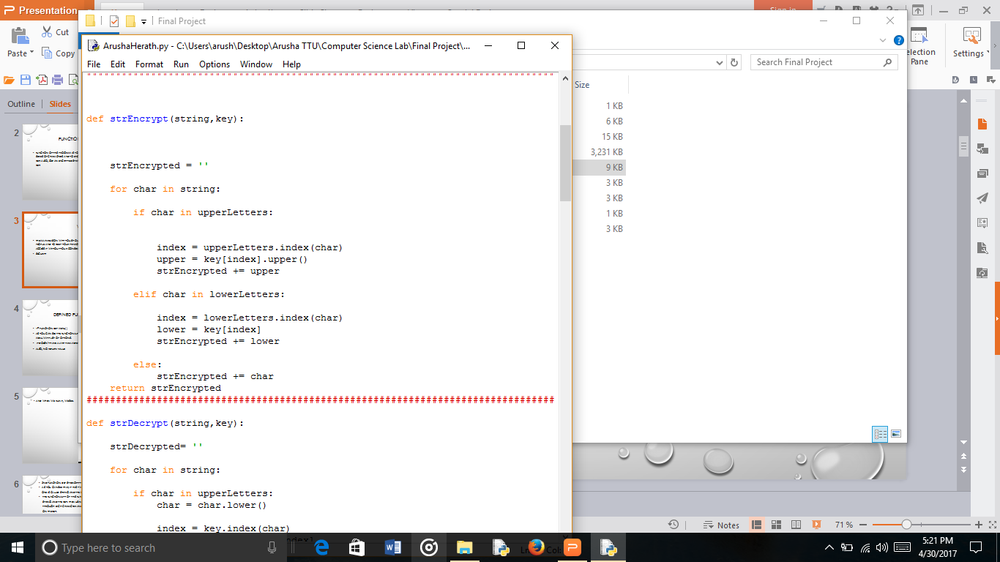 Presentation
Sign in
Final Project
Cut
Paste
Copy
election
Pane
Settings
ArushaHerath.py - C:\Users\arush\Desktop\Arusha TTU\Computer Science Lab\Final Project\...
File Edit Format Run Options Window Help
Search Final Project
Size
1 KB
6 KB
15 KB
3,231 KB
9 KB
3 KB
3 KB
1 KB
3 KB
Outline Slides
2
3
4
5
6
def strEncrypt(string,key):
strEncrypted = ''
for char in string:
if char in upperLetters:
index = upperLetters.index(char)
upper = key[index].upper()
strEncrypted += upper
elif char in lowerLetters:
index = lowerLetters.index(char)
lower = key[index]
strEncrypted += lower
else:
strEncrypted += char
return strEncrypted
################################################################################
def strDecrypt(string,key):
strDecrypted= ''
for char in string:
if char in upperLetters:
char = char.lower()
index = key.index(char)
Notes
71 %
Type here to search
5:21 PM
4/30/2017